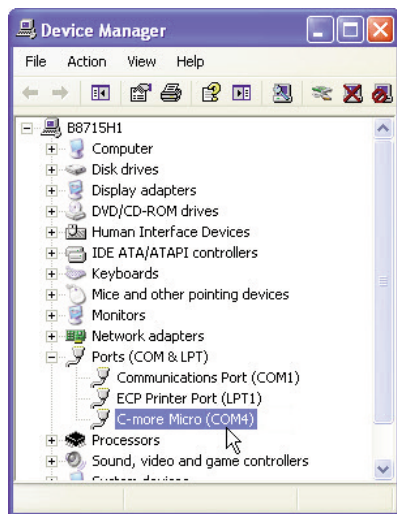 Device Manager
File Action View Help
B8715H1
Computer
Disk drives
Display adapters
DVD/CD-ROM drives
Human Interface Devices
IDE ATA/ATAPI controllers
Keyboards
Mice and other pointing devices
Monitors
Network adapters
Ports (COM & LPT)
Communications Port (COM1)
ECP Printer Port (LPT1)
C-more Micro (COM4)
Processors
Sound, video and game controllers